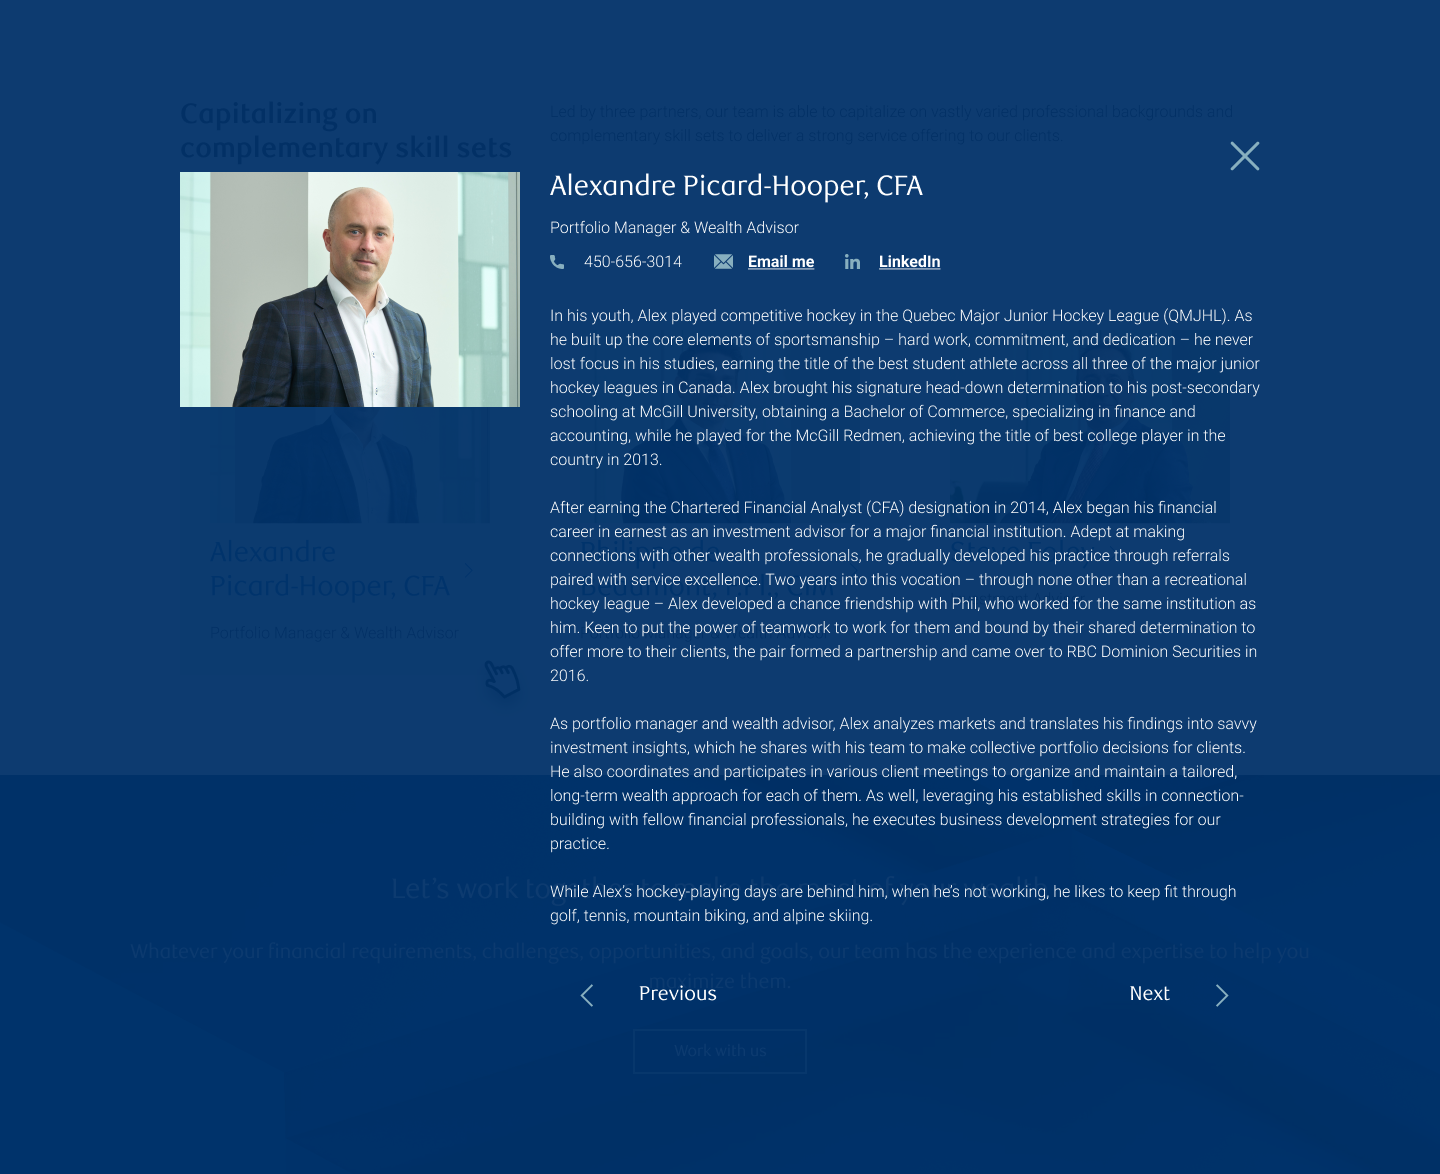 Capitalizing on
complementary skill sets
Led by three partners, our team is able to capitalize on vastly varied professional backgrounds and
complementary skill sets to deliver a strong service offering to our clients:
Alexandre Picard-Hooper, CFA
Portfolio Manager & Wealth Advisor
450-656-3014 Email me LinkedIn
In his youth, Alex played competitive hockey in the Quebec Major Junior Hockey League (QMJHL). As
he built up the core elements of sportsmanship – hard work, commitment, and dedication – he never
lost focus in his studies, earning the title of the best student athlete across all three of the major junior
hockey leagues in Canada. Alex brought his signature head-down determination to his post-secondary
schooling at McGill University, obtaining a Bachelor of Commerce, specializing in finance and
accounting, while he played for the McGill Redmen, achieving the title of best college player in the
country in 2013.
After earning the Chartered Financial Analyst (CFA) designation in 2014, Alex began his financial
career in earnest as an investment advisor for a major financial institution. Adept at making
connections with other wealth professionals, he gradually developed his practice through referrals
paired with service excellence. Two years into this vocation – through none other than a recreational
hockey league – Alex developed a chance friendship with Phil, who worked for the same institution as
him. Keen to put the power of teamwork to work for them and bound by their shared determination to
offer more to their clients, the pair formed a partnership and came over to RBC Dominion Securities in
2016.
As portfolio manager and wealth advisor, Alex analyzes markets and translates his findings into savvy
investment insights, which he shares with his team to make collective portfolio decisions for clients.
He also coordinates and participates in various client meetings to organize and maintain a tailored,
long-term wealth approach for each of them. As well, leveraging his established skills in connection-
building with fellow financial professionals, he executes business development strategies for our
practice.
While Alex’s hockey-playing days are behind him, when he’s not working, he likes to keep fit through
golf, tennis, mountain biking, and alpine skiing.
Previous Next
Alexandre
Picard-Hooper, CFA
Portfolio Manager & Wealth Advisor
Let’s work
Whatever your financial requirements, challenges, opportunities, and goals, our team has the experience and expertise to help you
maximize them.
Work with us